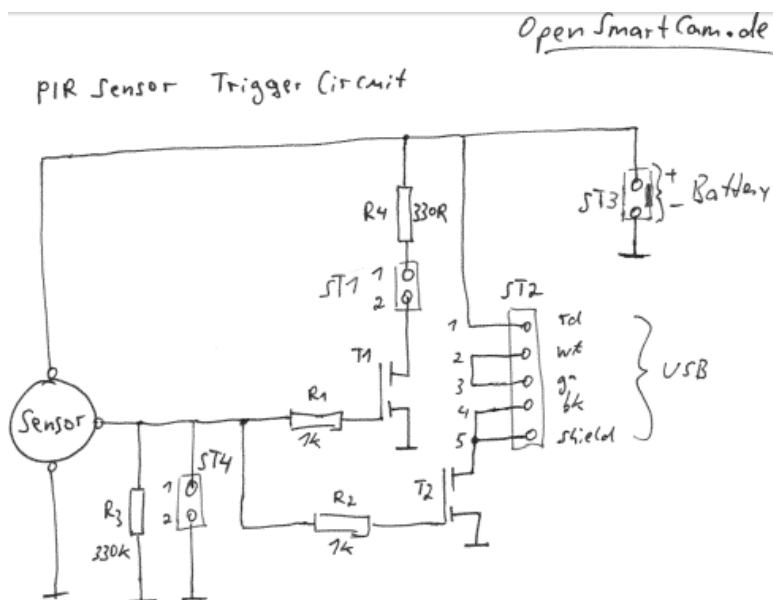 OpenSmartCam.de
PIR Sensor Trigger Circuit
R4 330R
ST3 + - Battery
ST1 1
2
ST2
1 rd
2 wt
3 gn
4 bk
5 shield
USB
T1
R1
1k
Sensor
ST4
1
2
R3
330k
R2
1k
T2